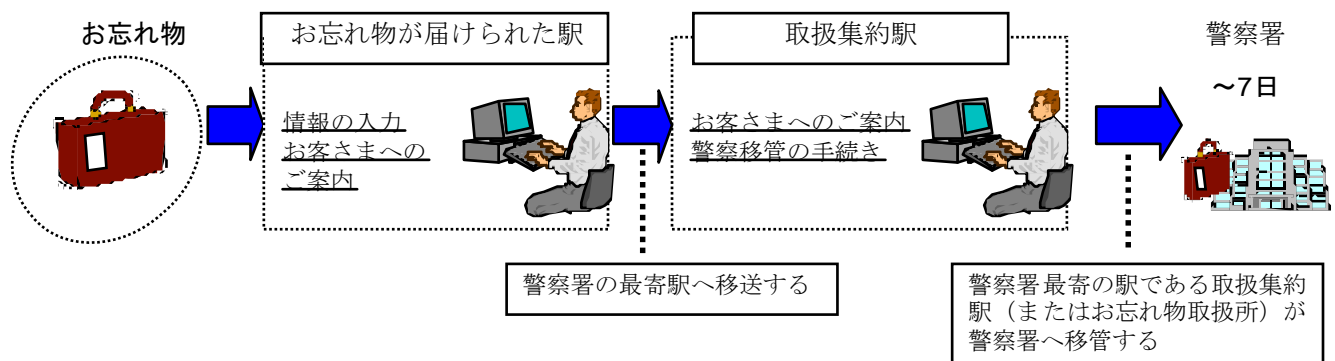 お忘れ物
お忘れ物が届けられた駅
情報の入力
お客さまへの
ご案内
警察署の最寄駅へ移送する
取扱集約駅
お客さまへのご案内
警察移管の手続き
警察署最寄の駅である取扱集約
駅（またはお忘れ物取扱所）が
警察署へ移管する
警察署
～7日